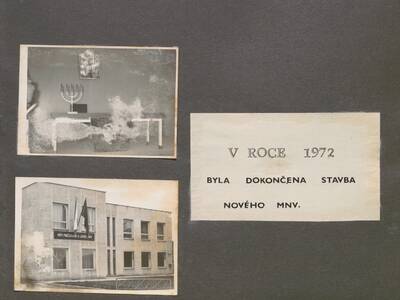 V ROCE 1972
BYLA DOKONČENA STAVBA
NOVÉHO MNV.